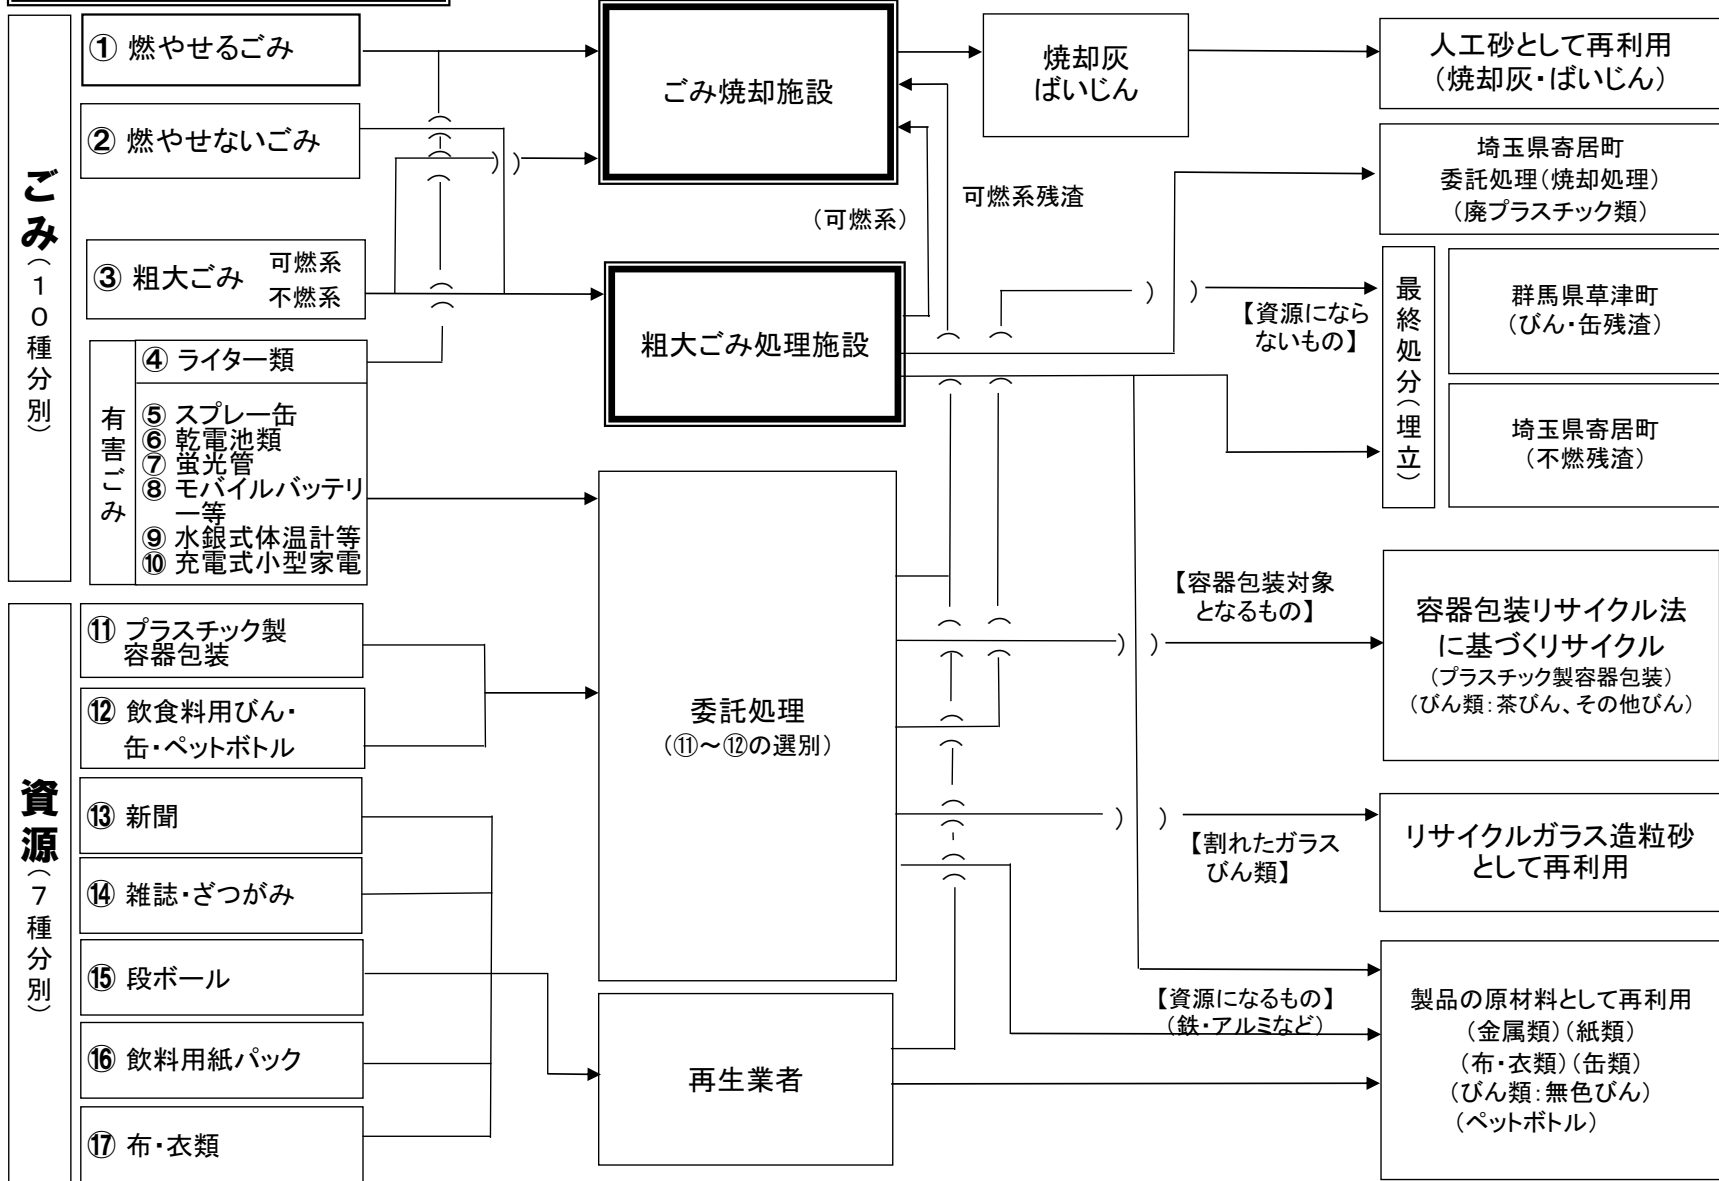 ごみ（10種分別）
① 燃やせるごみ
② 燃やせないごみ
③ 粗大ごみ
可燃系
不燃系
有害ごみ
④ ライター類
⑤ スプレー缶
⑥ 乾電池類
⑦ 蛍光管
⑧ モバイルバッテリ
ー等
⑨ 水銀式体温計等
⑩ 充電式小型家電
資源（7種分別）
⑪ プラスチック製
容器包装
⑫ 飲食料用びん・
缶・ペットボトル
⑬ 新聞
⑭ 雑誌・ざつがみ
⑮ 段ボール
⑯ 飲料用紙パック
⑰ 布・衣類
ごみ焼却施設
（可燃系）
可燃系残渣
粗大ごみ処理施設
委託処理
（⑪～⑫の選別）
再生業者
焼却灰
ばいじん
【資源になら
ないもの】
【容器包装対象
となるもの】
【割れたガラス
びん類】
【資源になるもの】
（鉄・アルミなど）
人工砂として再利用
（焼却灰・ばいじん）
埼玉県寄居町
委託処理（焼却処理）
（廃プラスチック類）
最終処分（埋立）
群馬県草津町
（びん・缶残渣）
埼玉県寄居町
（不燃残渣）
容器包装リサイクル法
に基づくリサイクル
（プラスチック製容器包装）
（びん類：茶びん、その他びん）
リサイクルガラス造粒砂
として再利用
製品の原材料として再利用
（金属類）（紙類）
（布・衣類）（缶類）
（びん類：無色びん）
（ペットボトル）